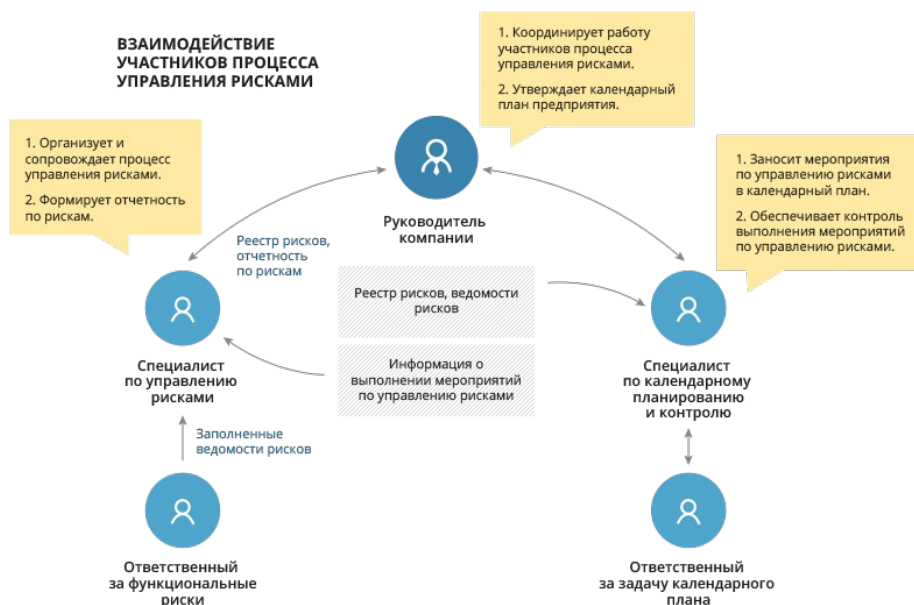 ВЗАИМОДЕЙСТВИЕ
УЧАСТНИКОВ ПРОЦЕССА
УПРАВЛЕНИЯ РИСКАМИ
1. Координирует работу
участников процесса
управления рисками.
2. Утверждает календарный
план предприятия.
1. Организует и
сопровождает процесс
управления рисками.
2. Формирует отчетность
по рискам.
1. Заносит мероприятия
по управлению рисками
в календарный план.
2. Обеспечивает контроль
выполнения мероприятий
по управлению рисками.
Руководитель
компании
Реестр рисков,
отчетность
по рискам
Реестр рисков, ведомости
рисков
Информация о
выполнении мероприятий
по управлению рисками
Специалист
по управлению
рисками
Специалист
по календарному
планированию
и контролю
Заполненные
ведомости рисков
Ответственный
за функциональные
риски
Ответственный
за задачу календарного
плана